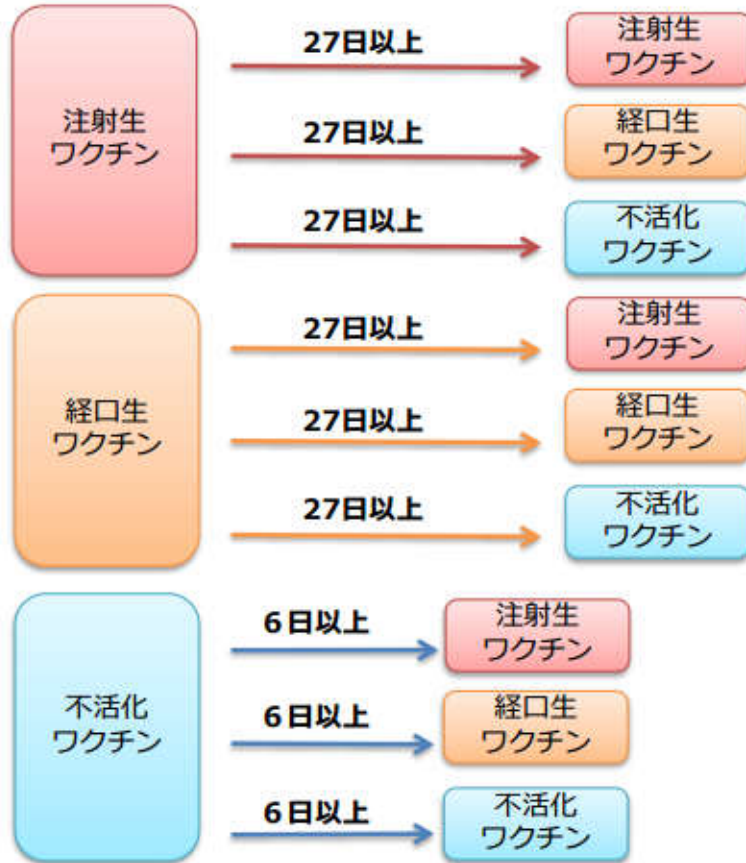 注射生
ワクチン
27日以上
注射生
ワクチン
27日以上
経口生
ワクチン
27日以上
不活化
ワクチン
経口生
ワクチン
27日以上
注射生
ワクチン
27日以上
経口生
ワクチン
27日以上
不活化
ワクチン
不活化
ワクチン
6日以上
注射生
ワクチン
6日以上
経口生
ワクチン
6日以上
不活化
ワクチン